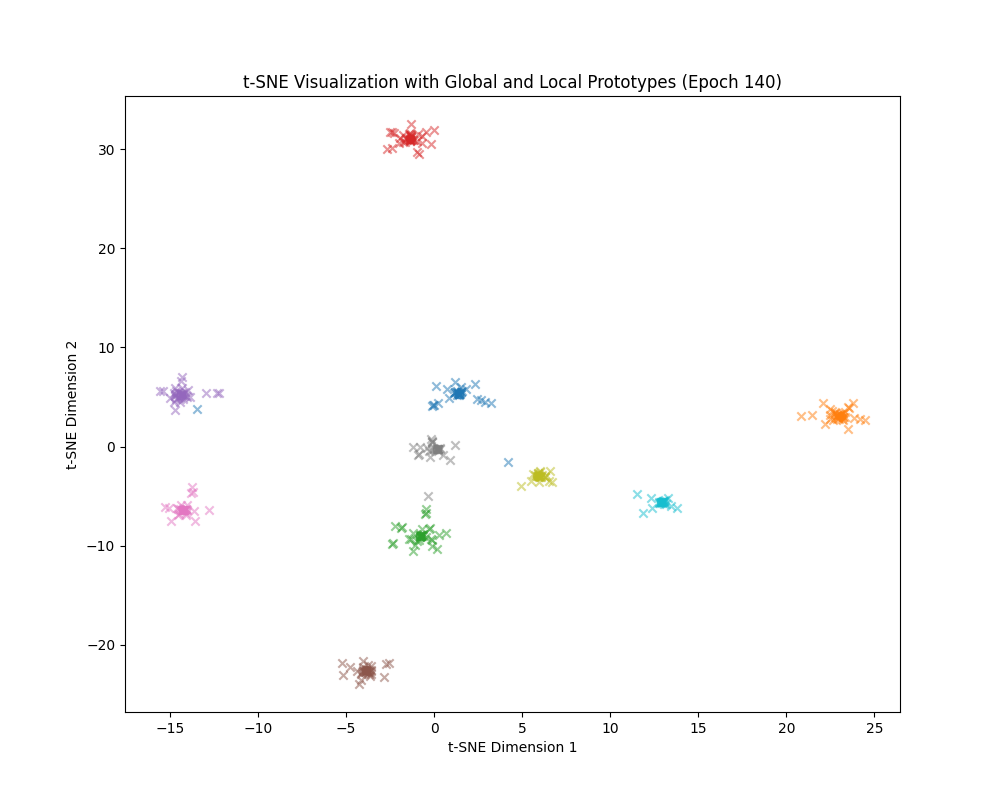 t-SNE Visualization with Global and Local Prototypes (Epoch 140)
30
20
10
0
−10
−20
t-SNE Dimension 2
−15 −10 −5 0 5 10 15 20 25
t-SNE Dimension 1